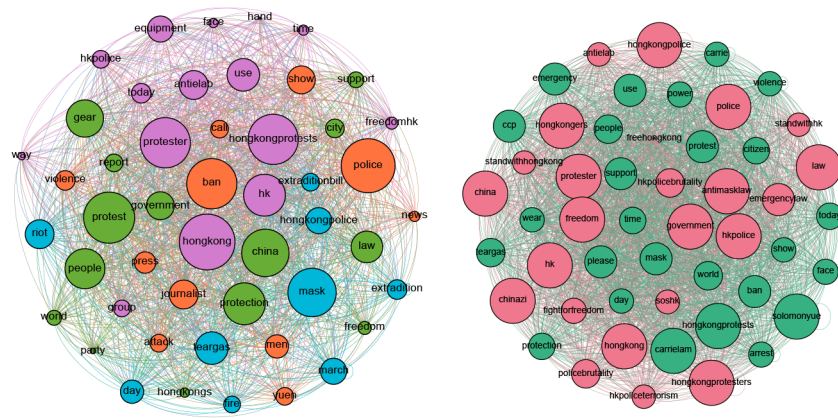 face
hand
equipment
time
hkpolice
use
show
support
today
antielab
gear
freedomhk
call
hongkongprotests
city
protester
way
report
police
violence
ban
extraditionbill
government
hk
protest
hongkongpolice
news
riot
hongkong
law
press
china
people
journalist
mask
extradition
protection
world
group
freedom
attack
teargas
men
party
march
day
hongkongs
fire
yuen
hongkongpolice
carrie
antielab
emergency
violence
use
power
police
ccp
hongkongers
people
standwithhk
freehongkong
protest
citizen
standwithhongkong
law
support
protester
hkpolicebrutality
antimasklaw
china
emergencylaw
wear
freedom
time
government
today
hkpolice
teargas
show
hk
please
mask
face
world
chinazi
day
soshk
ban
fightforfreedom
solomonyue
hongkongprotests
protection
hongkong
carrielam
arrest
policebrutality
hongkongprotesters
hkpoliceterrorism